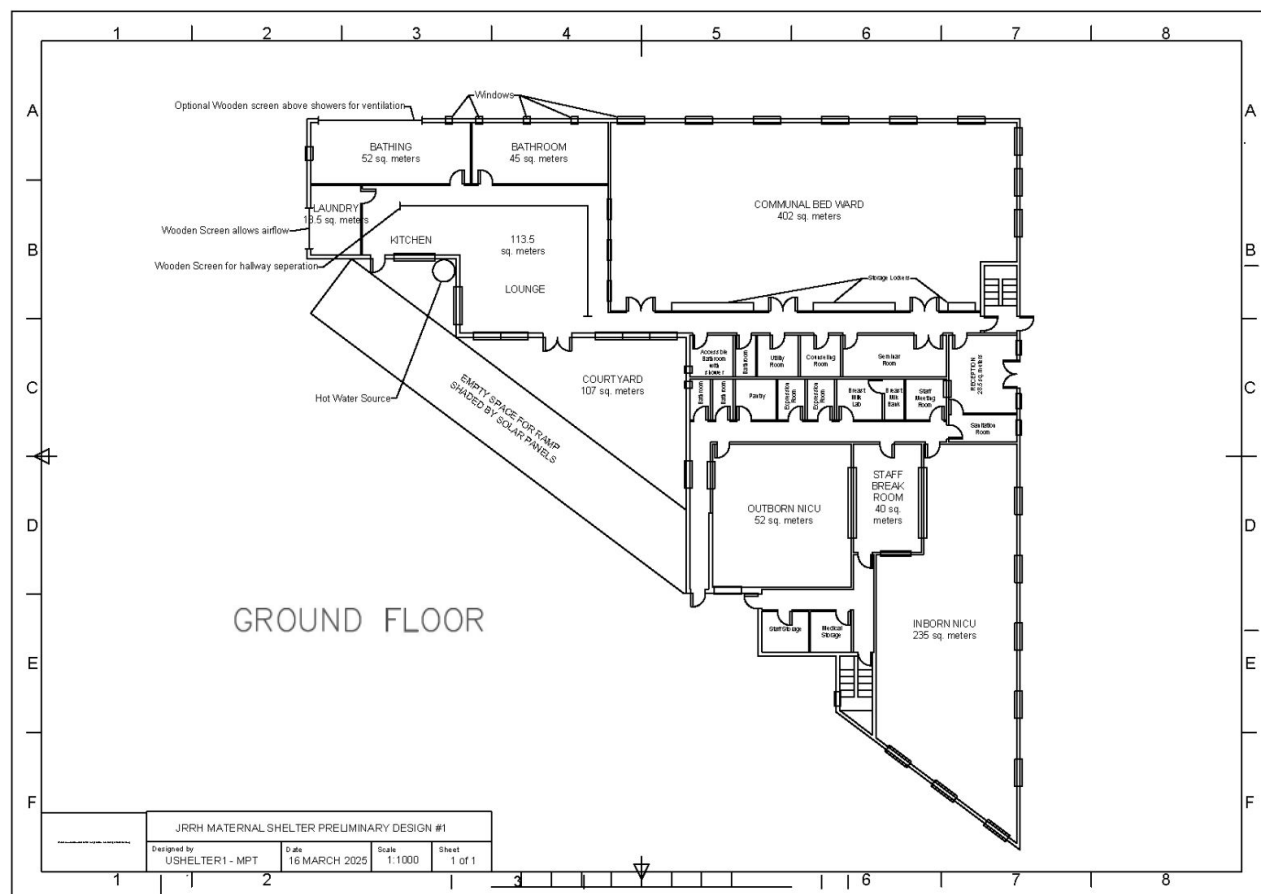 1 2 3 4 5 6 7 8
A A
Optional Wooden screen above showers for ventilation
Windows
BATHING
52 sq. meters
BATHROOM
45 sq. meters
COMMUNAL BED WARD
402 sq. meters
LAUNDRY
13.5 sq. meters
Wooden Screen allows airflow
B B
KITCHEN
113.5
sq. meters
Wooden Screen for hallway seperation
LOUNGE
Storage Lockers
Accessible
Bathroom
with
shower
Bathroom
Utility
Room
Counseling
Room
Seminar
Room
RECEPTION
C C
COURTYARD
107 sq. meters
Bathroom
Bathroom
Pantry
Expression
Room
Expression
Room
Breast
Milk
Lab
Breast
Milk
Bank
Staff
Meeting
Room
Hot Water Source
EMPTY SPACE FOR RAMP
SHADED BY SOLAR PANELS
Sanitation
Room
D D
OUTBORN NICU
52 sq. meters
STAFF
BREAK
ROOM
40 sq.
meters
GROUND FLOOR
INBORN NICU
235 sq. meters
Staff Storage
Medical
Storage
E E
F F
JRRH MATERNAL SHELTER PRELIMINARY DESIGN #1
Designed by
USHELTER1 - MPT
Date
16 MARCH 2025
Scale
1:1000
Sheet
1 of 1
1 2 3 6 7 8